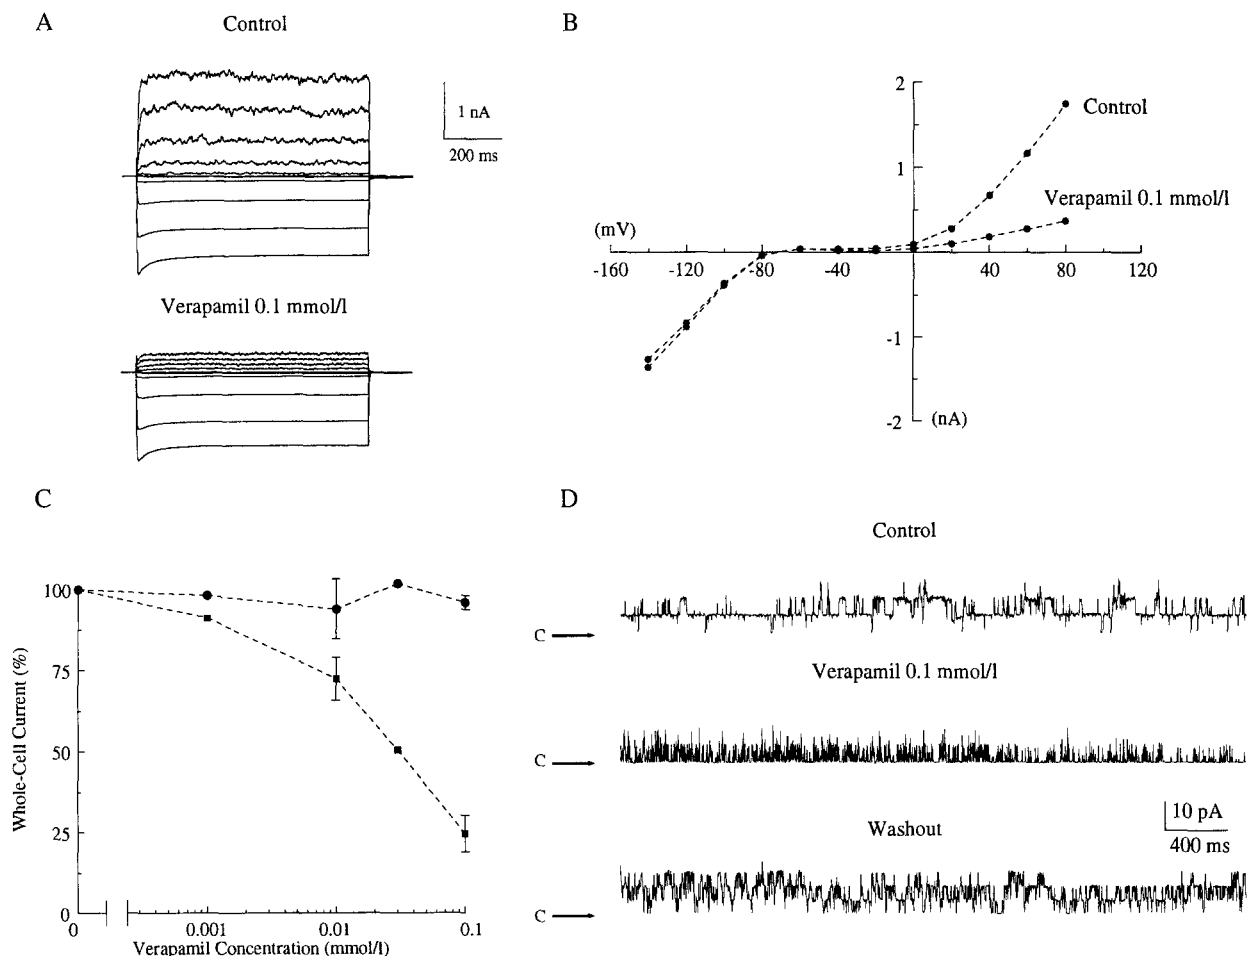 A
Control
1 nA
200 ms
Verapamil 0.1 mmol/l
B
2
Control
1
Verapamil 0.1 mmol/l
(mV)
-160 -120 -80 -40 40 80 120
-1
-2 (nA)
C
100
75
50
25
0
Whole-Cell Current (%)
0 0.001 0.01 0.1
Verapamil Concentration (mmol/l)
D
Control
C
Verapamil 0.1 mmol/l
C
10 pA
400 ms
Washout
C